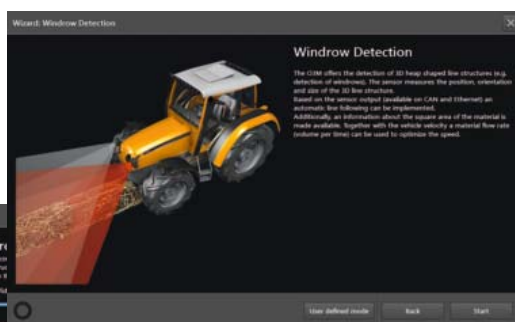 Wizard: Windrow Detection
Windrow Detection
The O3M offers the detection of 3D heap shaped line structures (e.g.
detection of windrows). The sensor measures the position, orientation
and size of the 3D line structure.
Based on the sensor output (available on CAN and Ethernet) an
automatic line following can be implemented.
Additionally, an information about the square area of the material is
made available. Together with the vehicle velocity a material flow rate
(volume per time) can be used to optimize the speed.
User defined mode
Back
Start